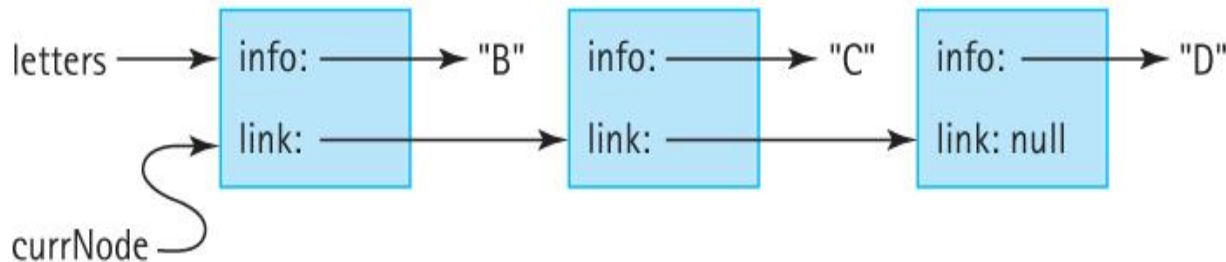 letters info: "B" info: "C" info: "D"
link: link: link: null
currNode